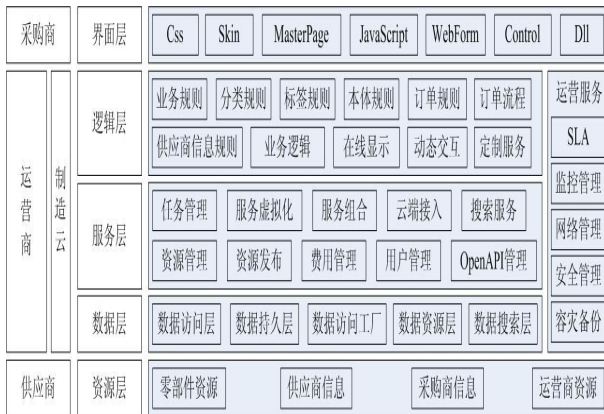 采购商 界面层 Css Skin MasterPage JavaScript WebForm Control Dll
运营商 制造云
逻辑层 业务规则 分类规则 标签规则 本体规则 订单规则 订单流程
供应商信息规则 业务逻辑 在线显示 动态交互 定制服务
服务层 任务管理 服务虚拟化 服务组合 云端接入 搜索服务
资源管理 资源发布 费用管理 用户管理 OpenAPI管理
数据层 数据访问层 数据持久层 数据访问工厂 数据资源层 数据搜索层
运营服务
SLA
监控管理
网络管理
安全管理
容灾备份
供应商 资源层 零部件资源 供应商信息 采购商信息 运营商资源